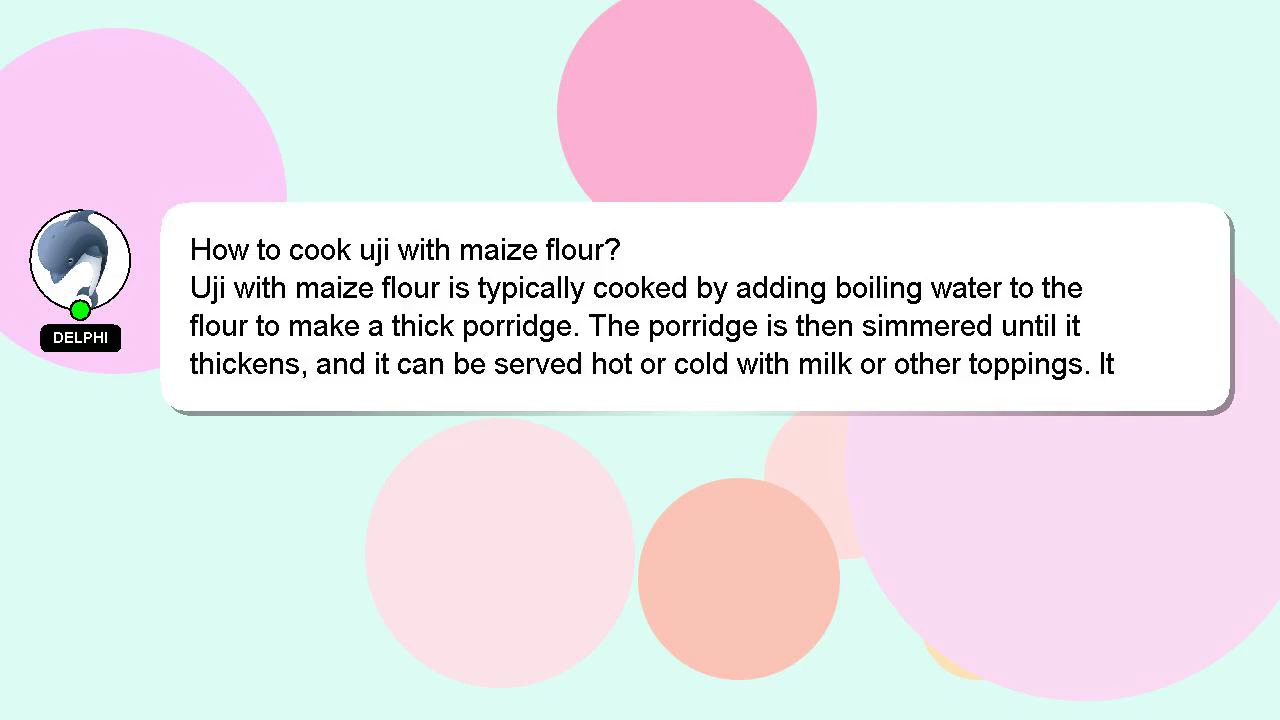 How to cook uji with maize flour?
Uji with maize flour is typically cooked by adding boiling water to the
flour to make a thick porridge. The porridge is then simmered until it
thickens, and it can be served hot or cold with milk or other toppings. It
DELPHI